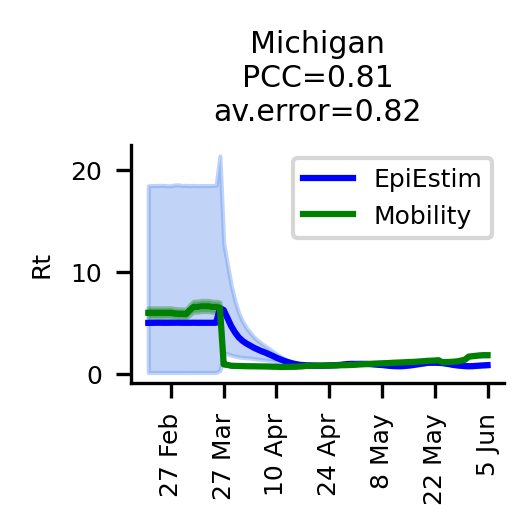 Michigan
PCC=0.81
av.error=0.82
20
10
0
Rt
EpiEstim
Mobility
27 Feb
27 Mar
10 Apr
24 Apr
8 May
22 May
5 Jun